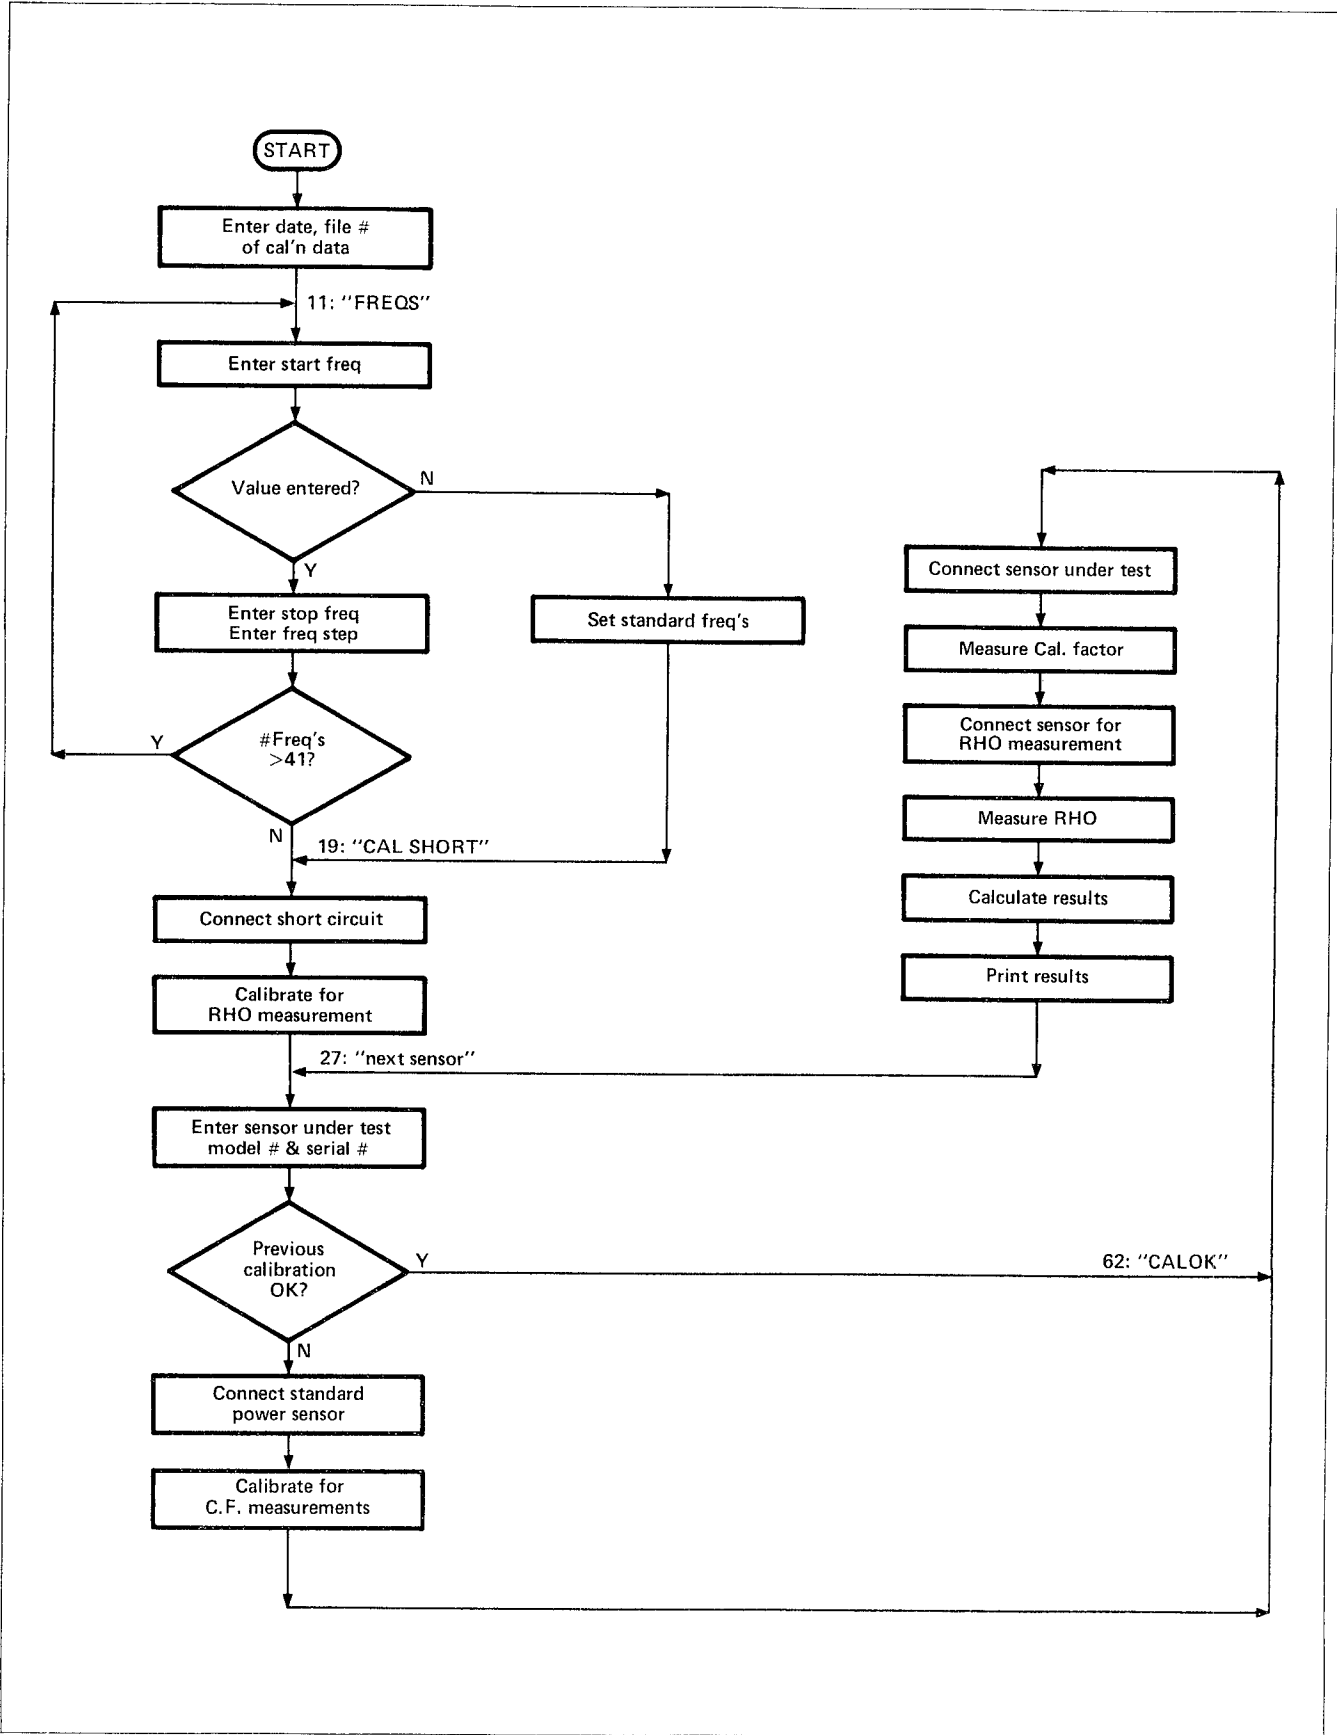 START
Enter date, file #
of cal'n data
11: "FREQS"
Enter start freq
Value entered?
N
Y
Enter stop freq
Enter freq step
Set standard freq's
#Freq's
>41?
Y
N
19: "CAL SHORT"
Connect short circuit
Calibrate for
RHO measurement
27: "next sensor"
Enter sensor under test
model # & serial #
Previous
calibration
OK?
Y
62: "CALOK"
N
Connect standard
power sensor
Calibrate for
C.F. measurements
Connect sensor under test
Measure Cal. factor
Connect sensor for
RHO measurement
Measure RHO
Calculate results
Print results